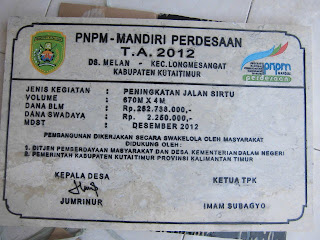 PNPM - MANDIRI PERDESAAN
T.A. 2012
DS. MELAN - KEC. LONGMESANGAT
KABUPATEN KUTAITIMUR
pnpm
MANDIRI
perdesaan
JENIS KEGIATAN : PENINGKATAN JALAN SIRTU
VOLUME : 670M X 4M
DANA BLM : Rp. 262.738.000,-
DANA SWADAYA : Rp. 2.250.000,-
MDST : DESEMBER 2012
PEMBANGUNAN DIKERJAKAN SECARA SWAKELOLA OLEH MASYARAKAT
DIDUKUNG OLEH :
1. DITJEN PEMBERDAYAAN MASYARAKAT DAN DESA KEMENTERIAN DALAM NEGERI
2. PEMERINTAH KABUPATEN KUTAITIMUR PROVINSI KALIMANTAN TIMUR
KEPALA DESA KETUA TPK
JUMRINUR IMAM SUBAGYO